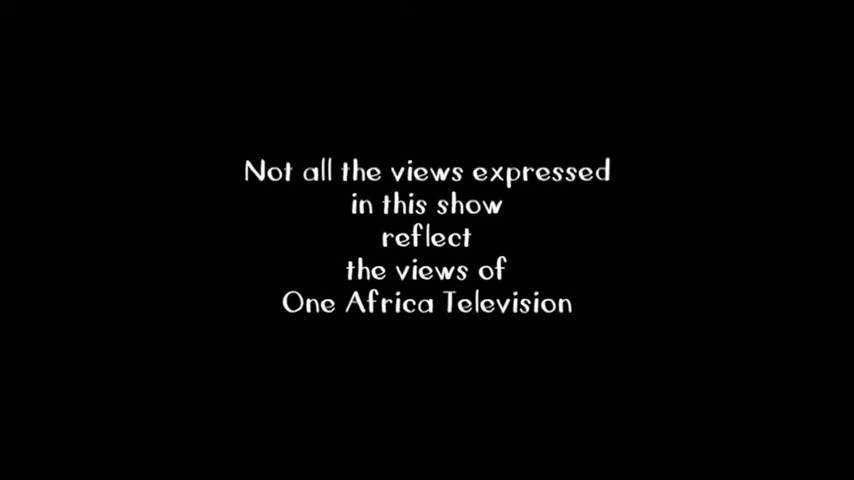 Not all the views expressed
in this show
reflect
the views of
One Africa Television